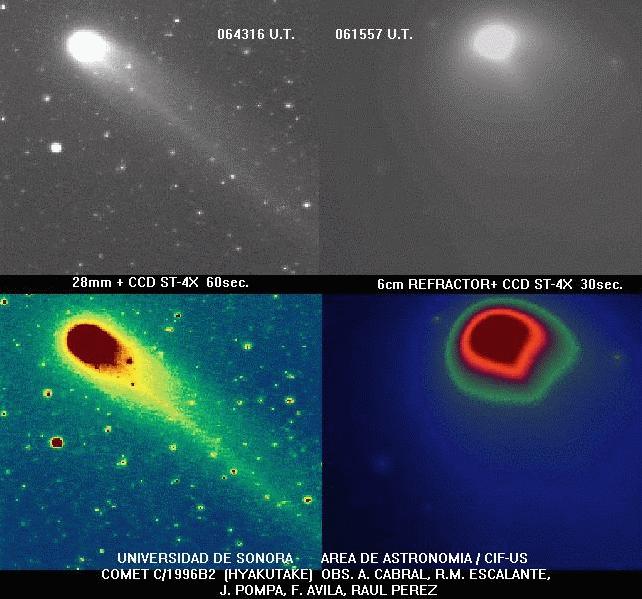 064316 U.T.
061557 U.T.
28mm + CCD ST-4X 60sec.
6cm REFRACTOR+ CCD ST-4X 30sec.
UNIVERSIDAD DE SONORA AREA DE ASTRONOMIA / CIF-US
COMET C/1996B2 (HYAKUTAKE) OBS. A. CABRAL, R.M. ESCALANTE,
J. POMPA, F. AVILA, RAUL PEREZ